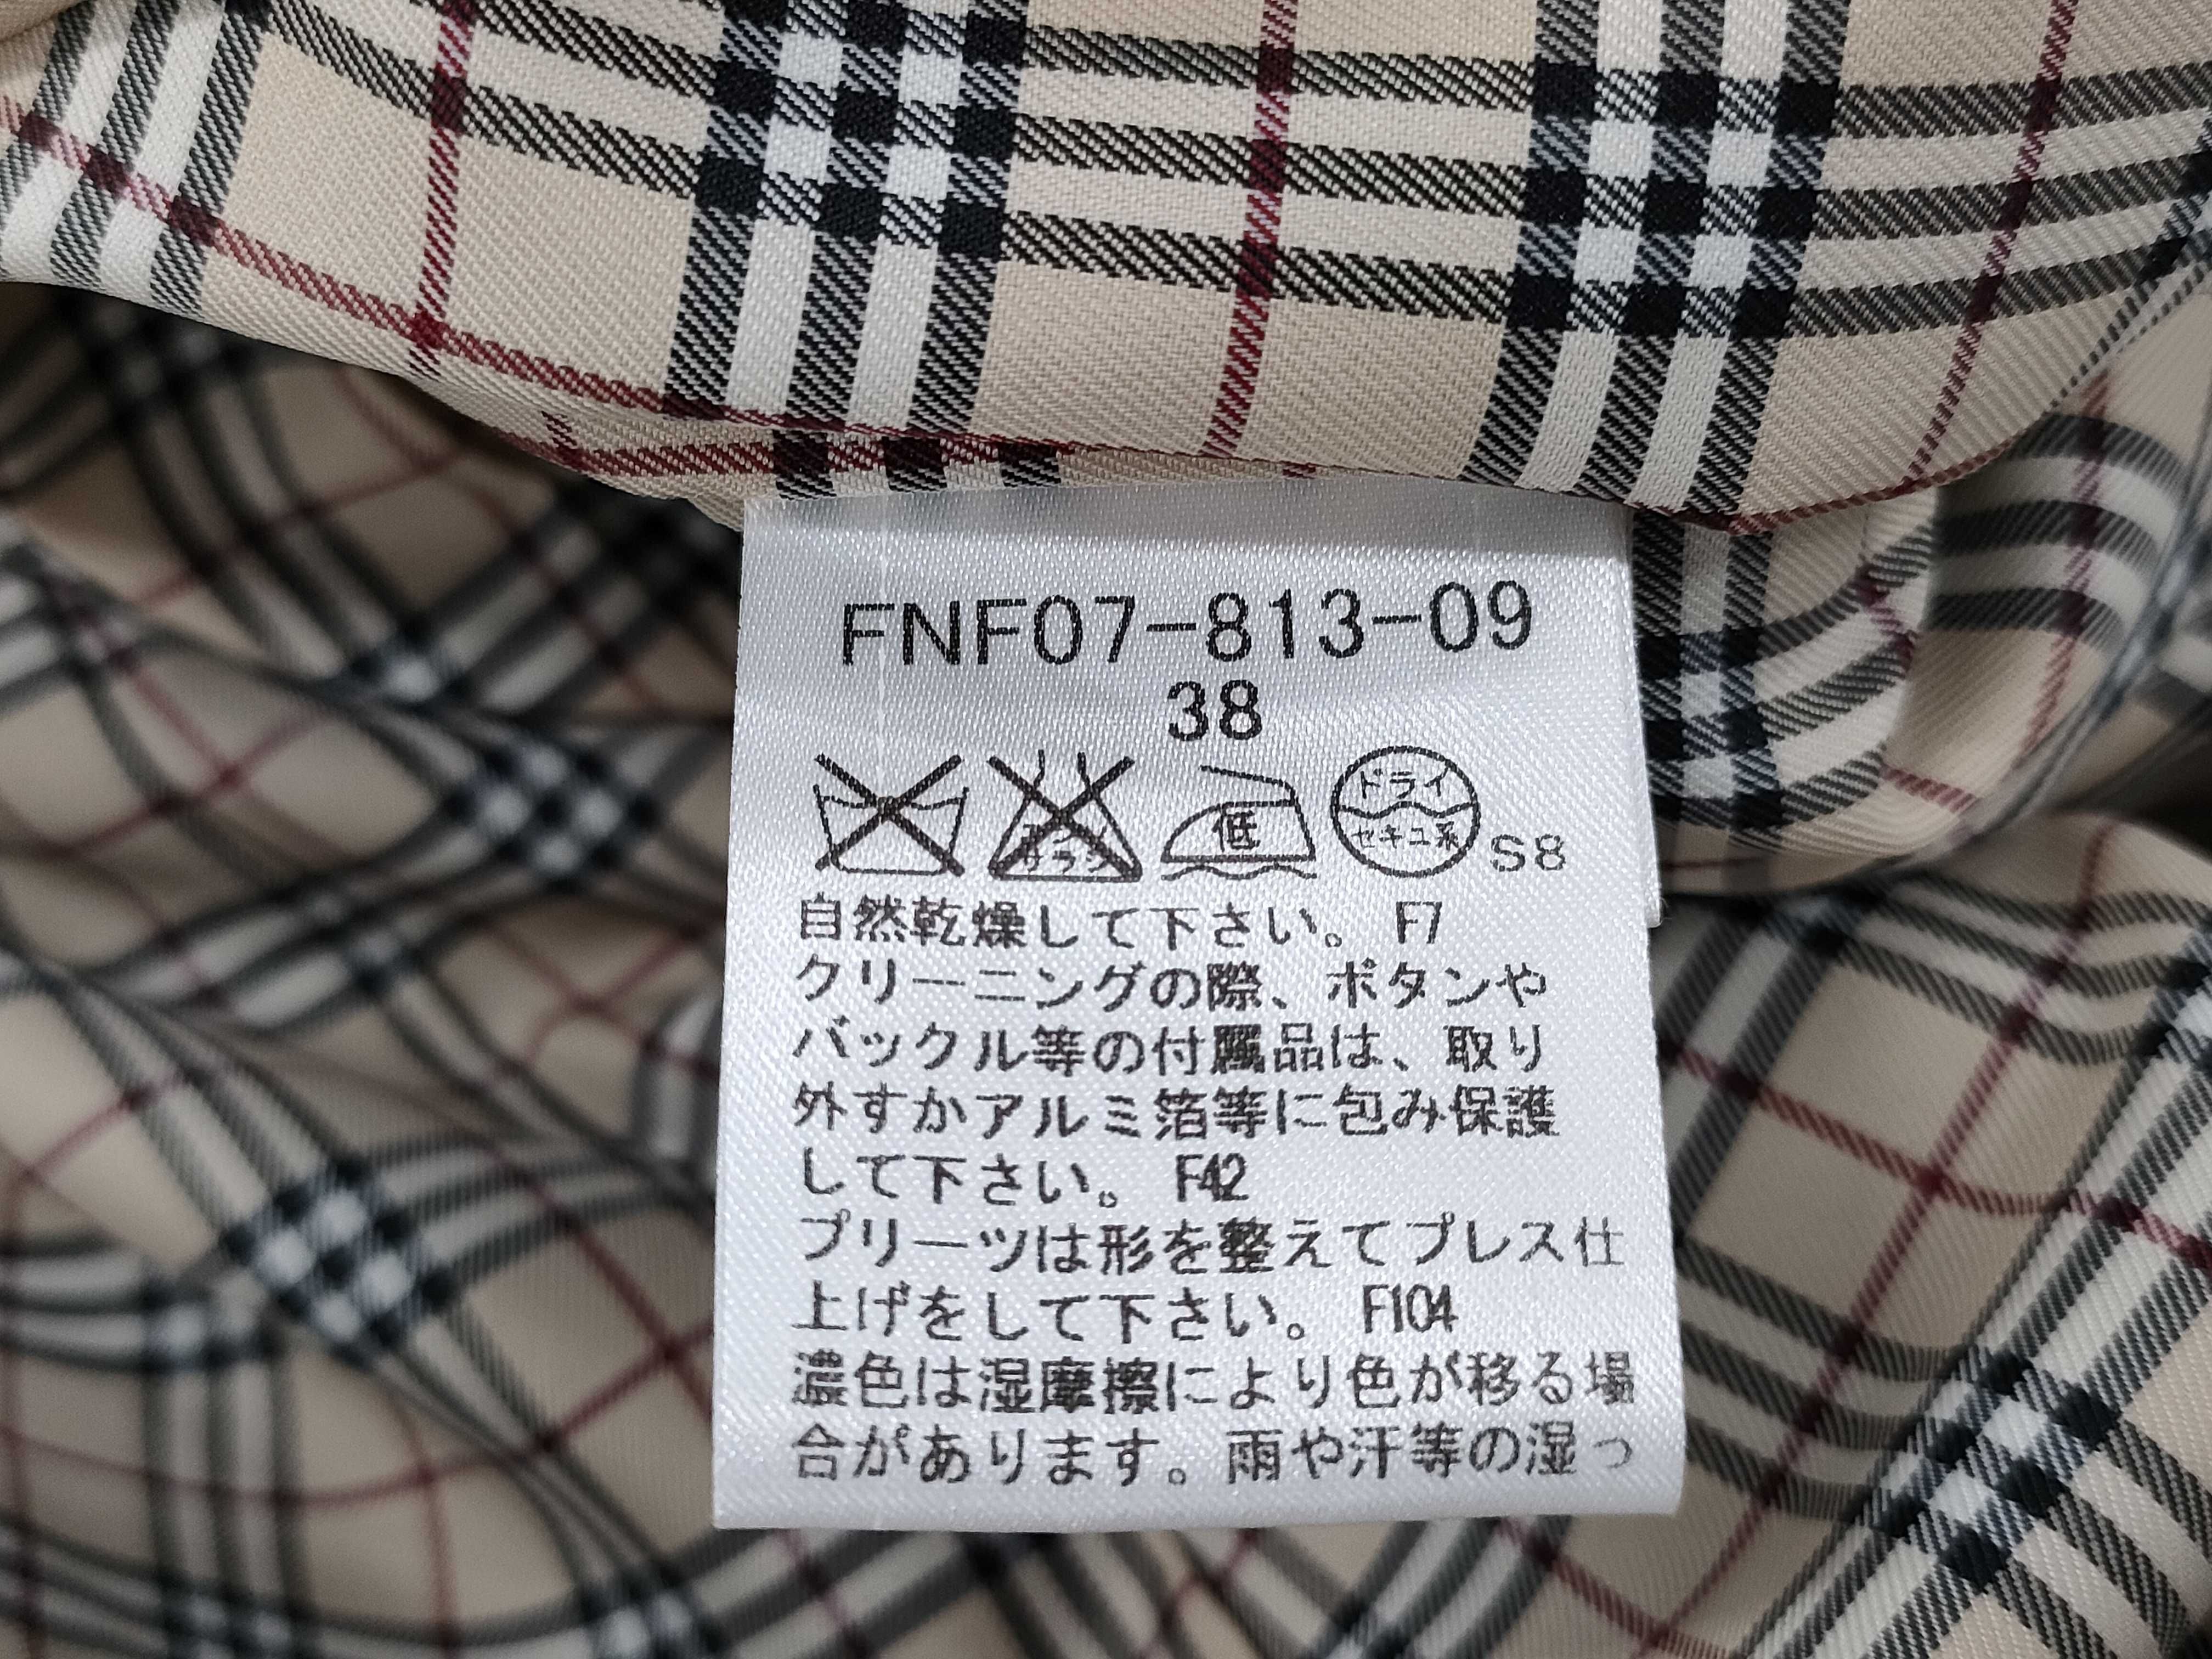 FNF07-813-09
38
エンソ
サラシ
低
ドライ
セキユ系
S8
自然乾燥して下さい。 F7
クリーニングの際、ボタンや
バックル等の付属品は、取り
外すかアルミ箔等に包み保護
して下さい。 F42
プリーツは形を整えてプレス仕
上げをして下さい。 F104
濃色は湿摩擦により色が移る場
合があります。雨や汗等の湿っ